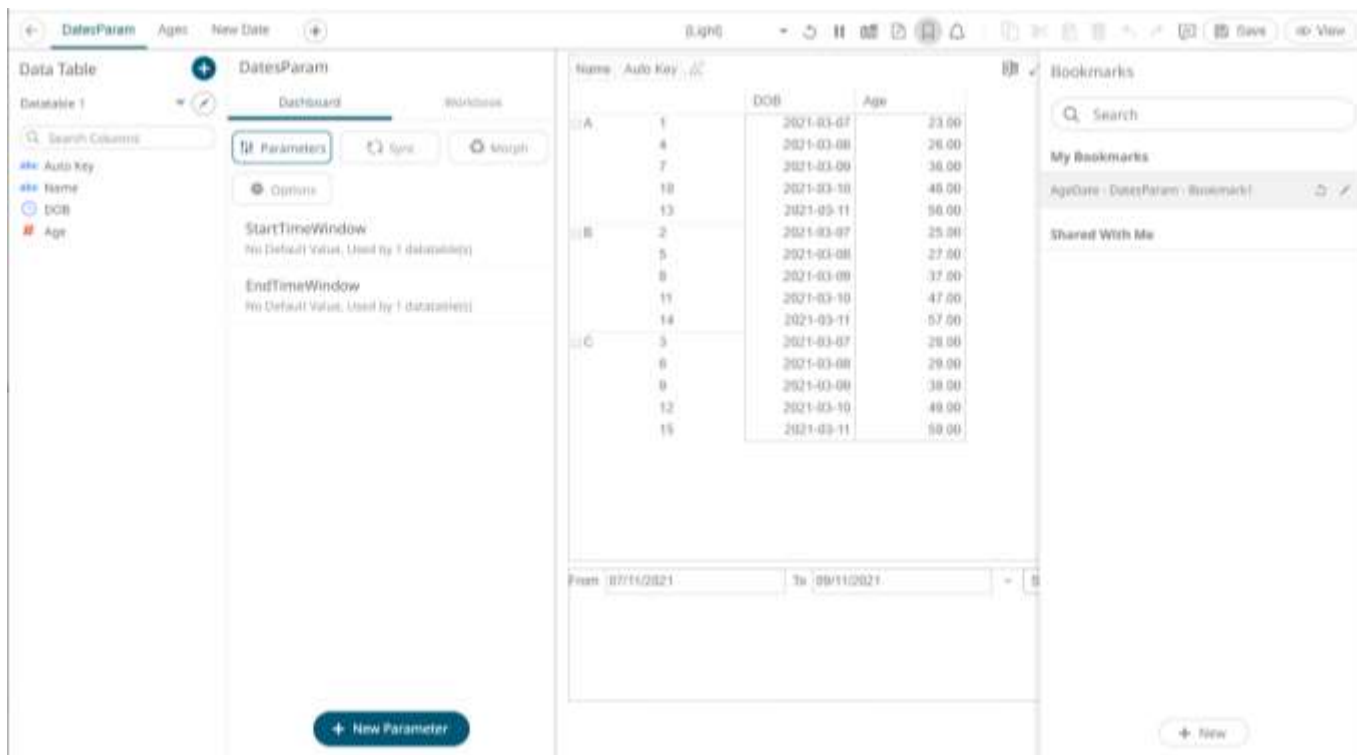 DatesParam Ages New Date
(Light) Save View
Data Table
Datatable 1
Search Columns
abc Auto Key
abc Name
DOB
# Age
DatesParam
Dashboard Workbook
Parameters Sync Morph
Options
StartTimeWindow
No Default Value, Used by 1 datatable(s)
EndTimeWindow
No Default Value, Used by 1 datatable(s)
+ New Parameter
Name Auto Key
DOB Age
A 1 2021-03-07 23.00
4 2021-03-08 26.00
7 2021-03-09 36.00
10 2021-03-10 46.00
13 2021-03-11 56.00
B 2 2021-03-07 25.00
5 2021-03-08 27.00
8 2021-03-09 37.00
11 2021-03-10 47.00
14 2021-03-11 57.00
C 3 2021-03-07 28.00
6 2021-03-08 29.00
9 2021-03-09 38.00
12 2021-03-10 49.00
15 2021-03-11 59.00
From 07/11/2021 To 09/11/2021
Bookmarks
Search
My Bookmarks
AgeDate - DatesParam - Bookmark1
Shared With Me
+ New